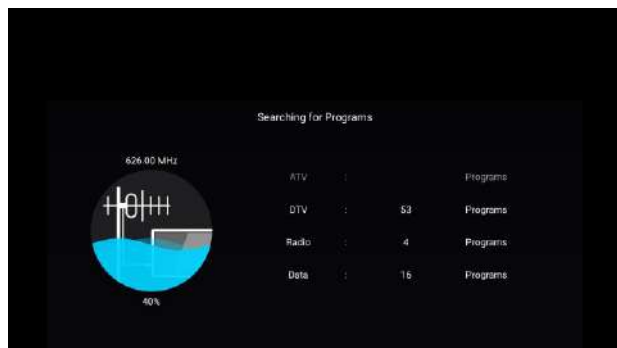 Searching for Programs
626.00 MHz
ATV : Programs
DTV : 53 Programs
Radio : 4 Programs
Data : 16 Programs
40%